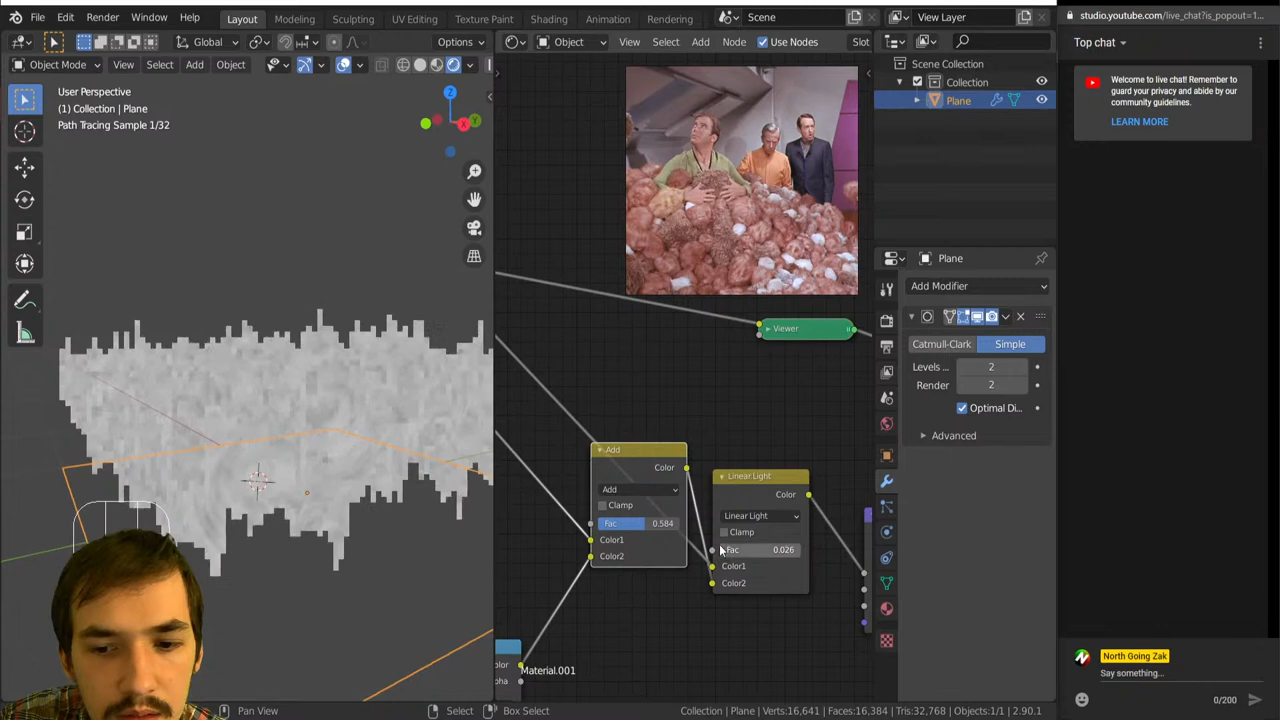 File Edit Render Window Help
Layout Modeling Sculpting UV Editing Texture Paint Shading Animation Rendering
Scene
View Layer
studio.youtube.com/live_chat?is_popout=1...
Global
Options
Object
View Select Add Node Use Nodes Slot
Top chat
Object Mode View Select Add Object
Scene Collection
Collection
Plane
Welcome to live chat! Remember to
guard your privacy and abide by our
community guidelines.
LEARN MORE
User Perspective
(1) Collection | Plane
Path Tracing Sample 1/32
Z
X
Y
Plane
Add Modifier
Viewer
Catmull-Clark Simple
Levels ... 2
Render 2
Optimal Di...
Advanced
Add
Color
Add
Clamp
Fac 0.584
Color1
Color2
Linear Light
Color
Linear Light
Clamp
Fac 0.026
Color1
Color2
Material.001
North Going Zak
Say something...
0/200
Pan View
Select
Box Select
Collection | Plane | Verts:16,641 | Faces:16,384 | Tris:32,768 | Objects:1/1 | 2.90.1